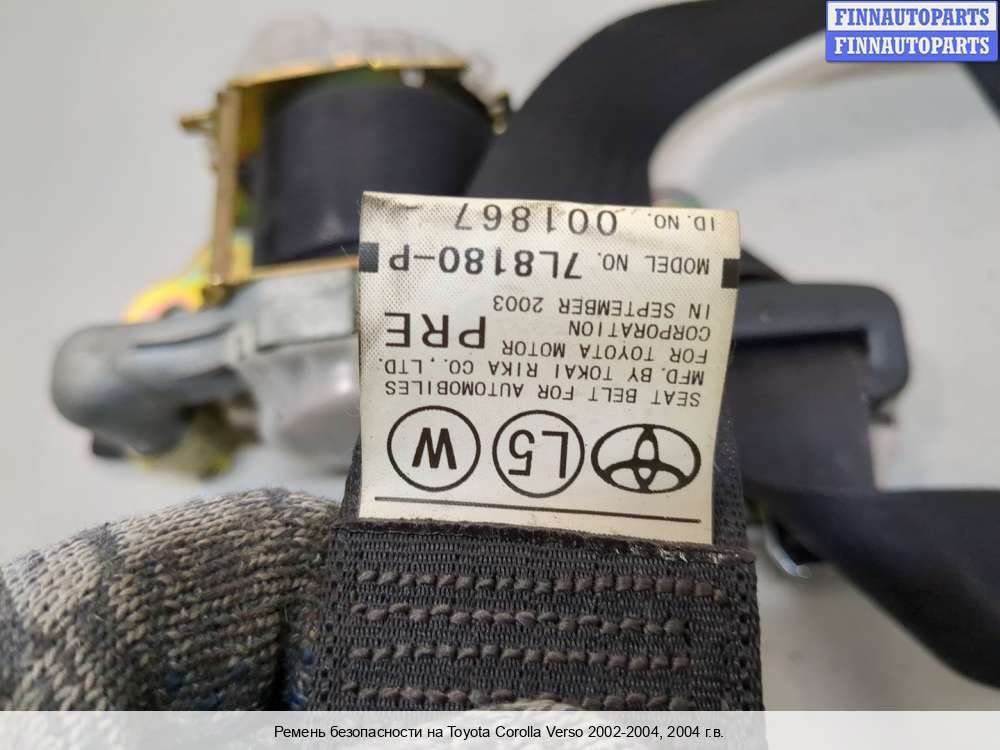 FINNAUTOPARTS
FINNAUTOPARTS
L5 W
SEAT BELT FOR AUTOMOBILES
MFD. BY TOKAI RIKA CO., LTD.
FOR TOYOTA MOTOR
CORPORATION PRE
IN SEPTEMBER 2003
MODEL NO. 7L8180-P
ID. NO. 001867
Ремень безопасности на Toyota Corolla Verso 2002-2004, 2004 г.в.